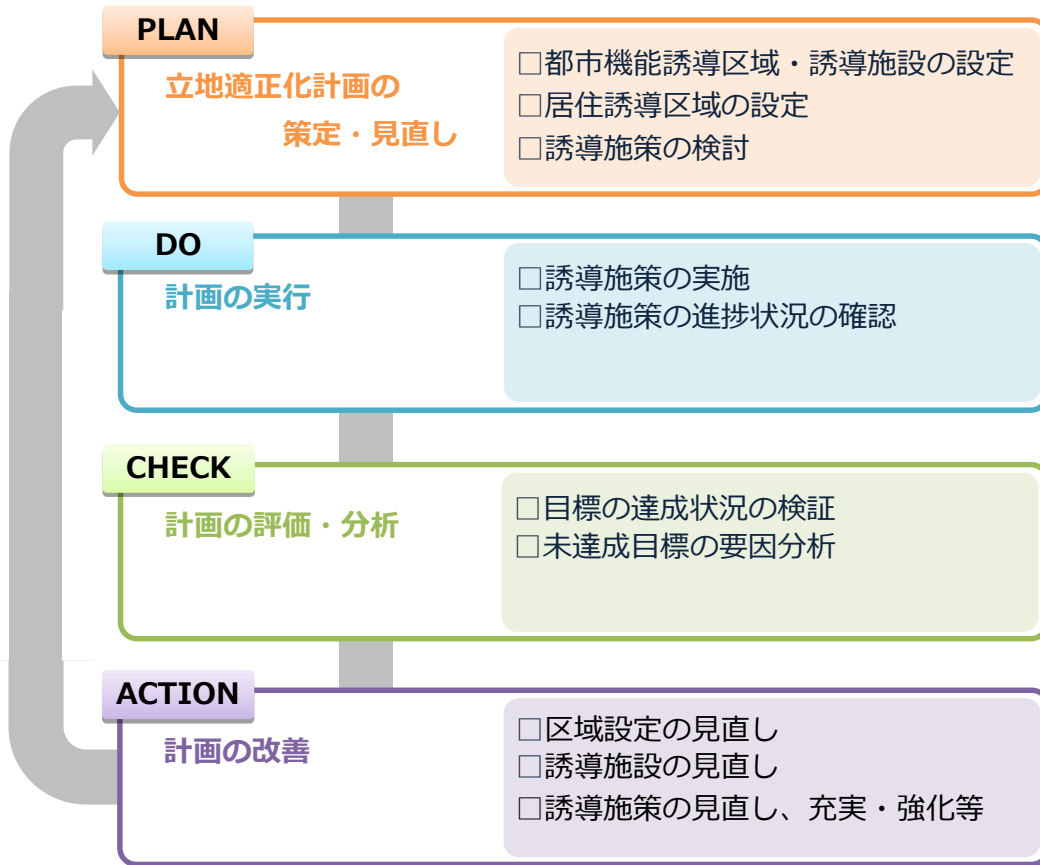 PLAN
立地適正化計画の
策定・見直し
□都市機能誘導区域・誘導施設の設定
□居住誘導区域の設定
□誘導施策の検討
DO
計画の実行
□誘導施策の実施
□誘導施策の進捗状況の確認
CHECK
計画の評価・分析
□目標の達成状況の検証
□未達成目標の要因分析
ACTION
計画の改善
□区域設定の見直し
□誘導施設の見直し
□誘導施策の見直し、充実・強化等